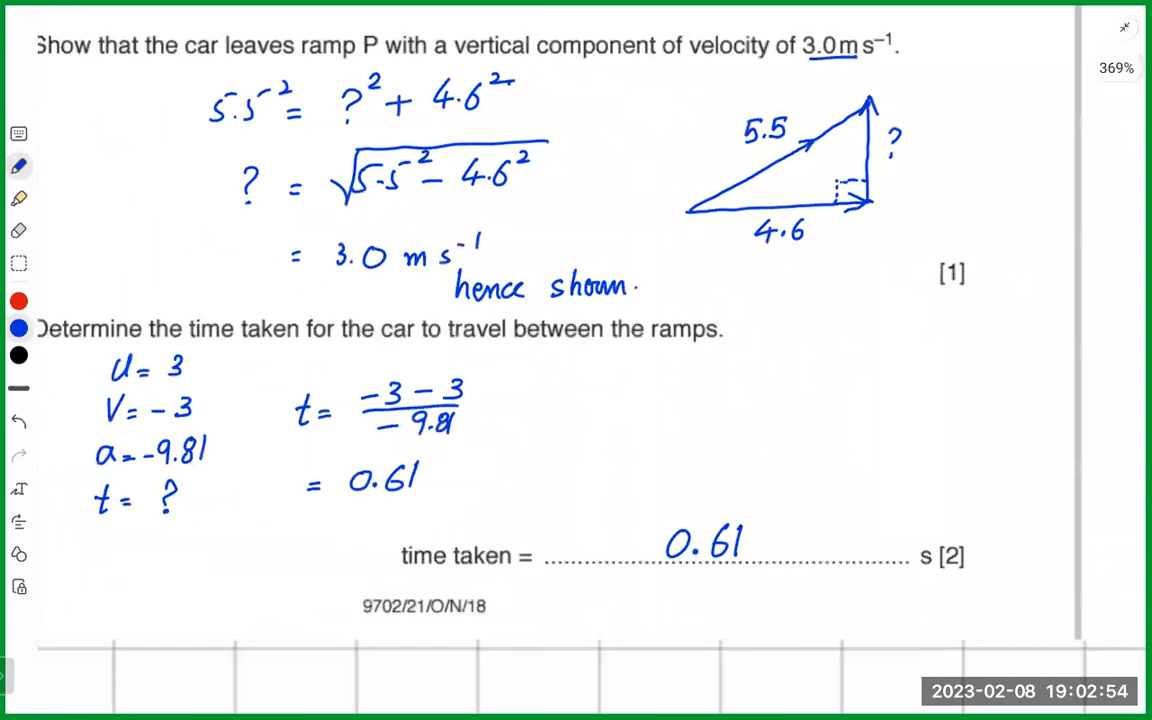 Show that the car leaves ramp P with a vertical component of velocity of 3.0 m s⁻¹.
369%
5.5² = ?² + 4.6²
? = √5.5² - 4.6²
= 3.0 m s⁻¹
hence shown.
5.5
?
4.6
[1]
Determine the time taken for the car to travel between the ramps.
U = 3
V = - 3
a = -9.81
t = ?
t = -3 - 3 / - 9.81
= 0.61
time taken = 0.61 s [2]
9702/21/O/N/18
2023-02-08 19:02:54